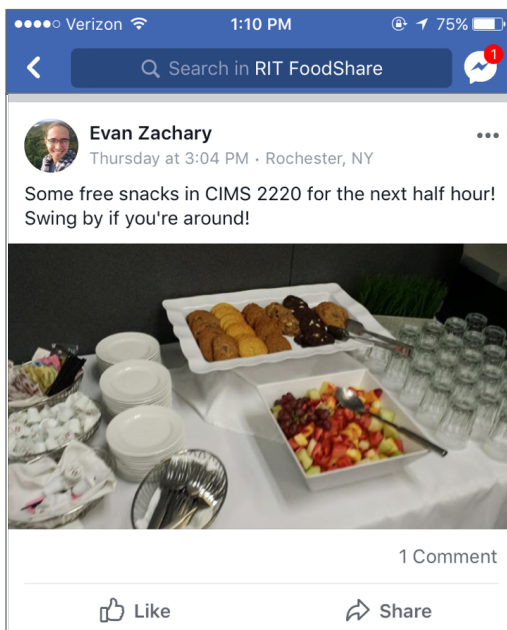 Verizon 1:10 PM 75%
Search in RIT FoodShare 1
Evan Zachary
Thursday at 3:04 PM · Rochester, NY
Some free snacks in CIMS 2220 for the next half hour!
Swing by if you're around!
1 Comment
Like Share